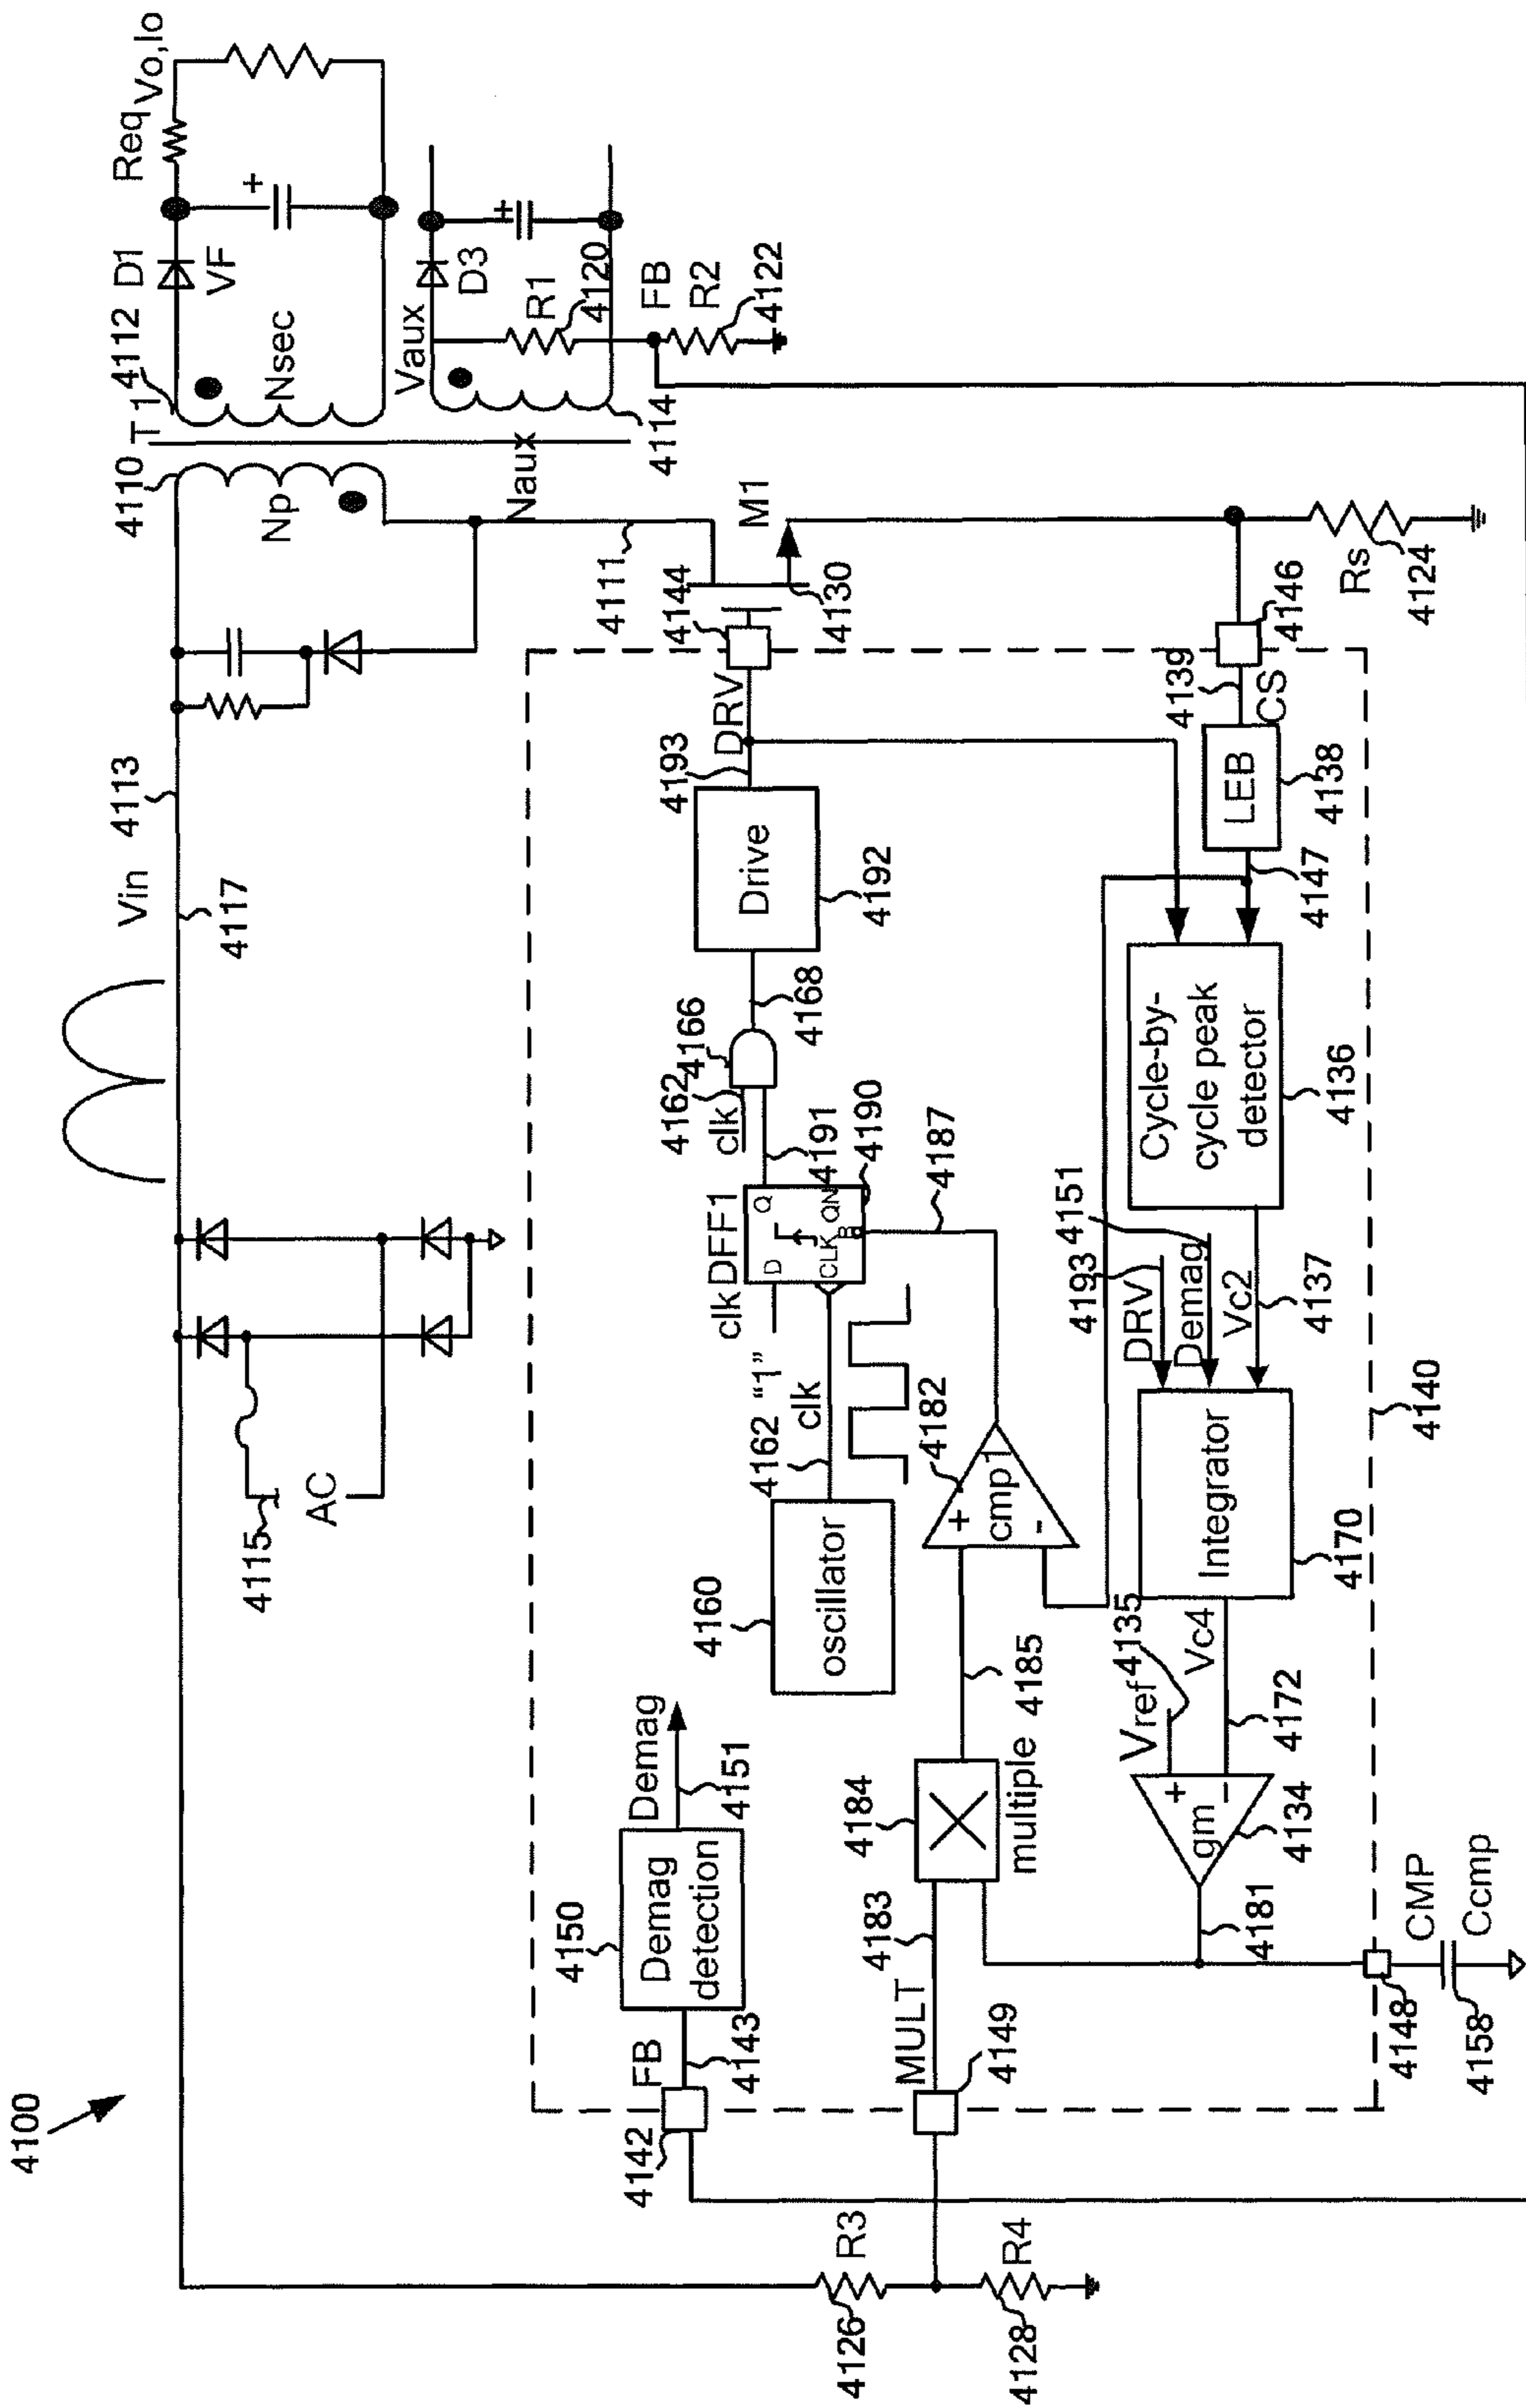 4100
Vin
4113
4117
4115
AC
4110
T1
4112
D1
VF
Req
Vo,Io
+
Np
Nsec
Naux
Vaux
4114
D3
+
R1
4120
FB
R2
4122
4111
M1
4130
4144
DRV
4193
Drive
4192
4168
4166
4162
clk
4191
4190
DFF1
clk
D
Q
CLK
QN
4187
"1"
4162
clk
4160
oscillator
4150
Demag
detection
Demag
4151
FB
4143
4142
MULT
4183
4149
4184
multiple
4185
4182
+
cmp1
-
4146
4139
CS
LEB
4138
4147
Rs
4124
Cycle-by-
cycle peak
detector
4136
4193
DRV
4151
Demag
Vc2
4137
Integrator
4170
4140
4135
Vref
Vc4
4172
+
-
gm
4134
4181
CMP
4148
Ccmp
4158
R3
4126
R4
4128